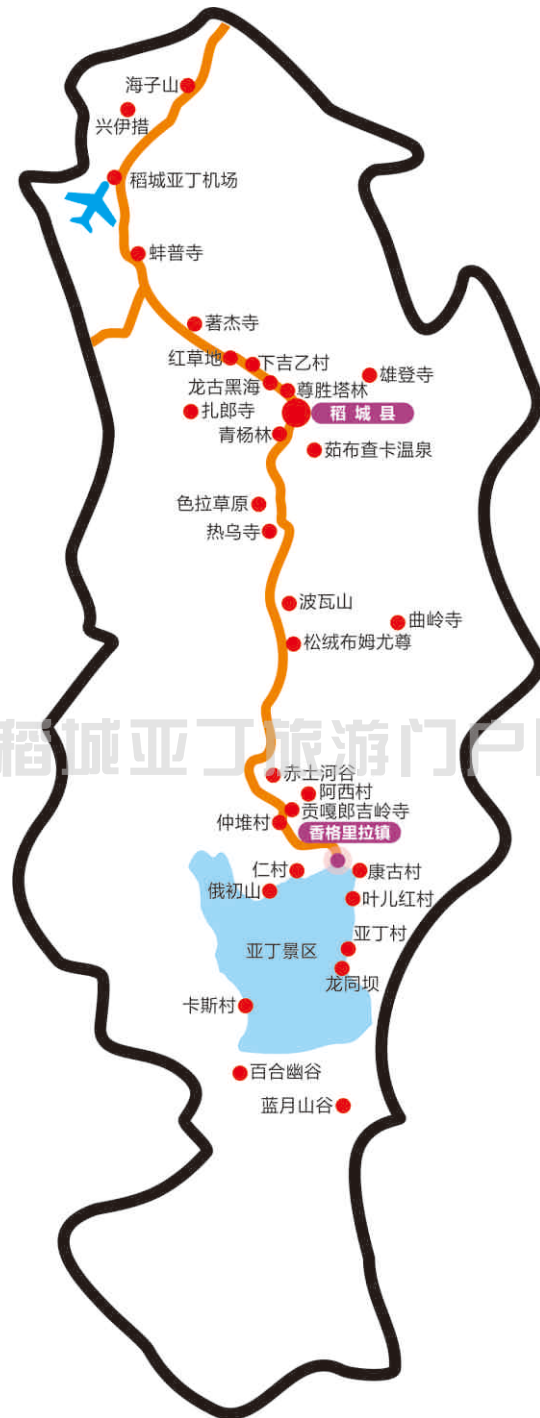 海子山
兴伊措
稻城亚丁机场
蚌普寺
著杰寺
红草地
下吉乙村
雄登寺
龙古黑海
尊胜塔林
扎郎寺
稻城县
青杨林
茹布查卡温泉
色拉草原
热乌寺
波瓦山
曲岭寺
松绒布姆尤尊
稻城亚丁旅游门户
赤土河谷
阿西村
贡嘎郎吉岭寺
仲堆村
香格里拉镇
仁村
康古村
俄初山
叶儿红村
亚丁村
亚丁景区
龙同坝
卡斯村
百合幽谷
蓝月山谷